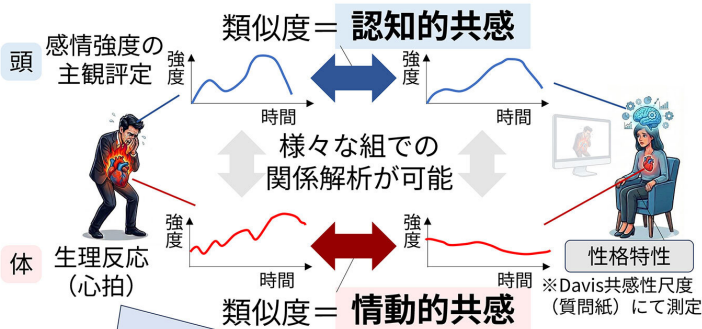 類似度＝ 認知的共感
頭
感情強度の
主観評定
強度
時間
強度
時間
様々な組での
関係解析が可能
体
生理反応
（心拍）
強度
時間
強度
時間
性格特性
※Davis共感性尺度
（質問紙）にて測定
類似度＝ 情動的共感